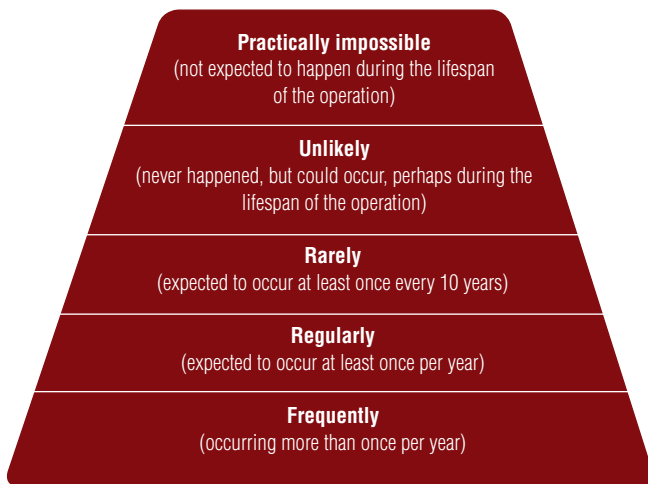 Practically impossible
(not expected to happen during the lifespan
of the operation)
Unlikely
(never happened, but could occur, perhaps during the
lifespan of the operation)
Rarely
(expected to occur at least once every 10 years)
Regularly
(expected to occur at least once per year)
Frequently
(occurring more than once per year)